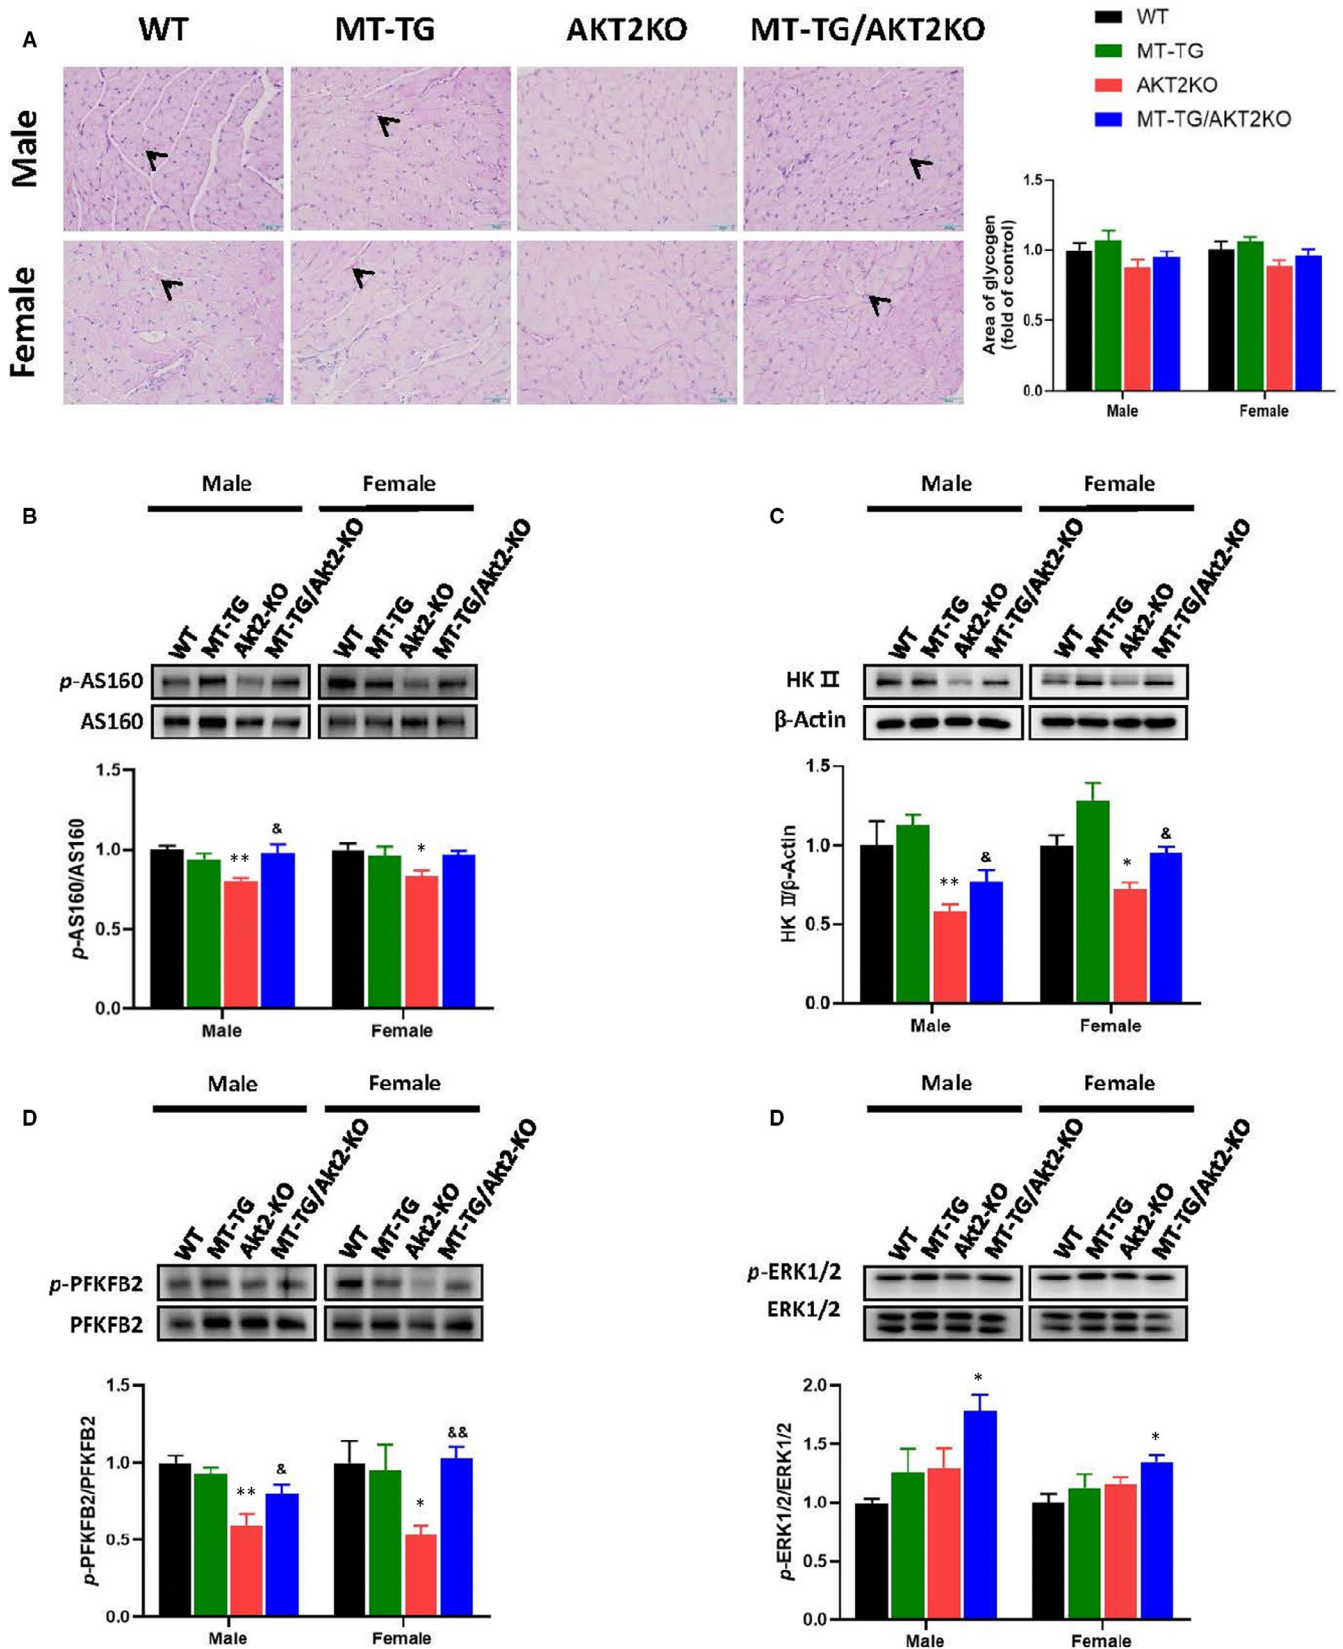 A
WT
MT-TG
AKT2KO
MT-TG/AKT2KO
Male
Female
WT
MT-TG
AKT2KO
MT-TG/AKT2KO
Area of glycogen
(fold of control)
1.5
1.0
0.5
0.0
Male
Female
B
Male
Female
WT
MT-TG
Akt2-KO
MT-TG/Akt2-KO
WT
MT-TG
Akt2-KO
MT-TG/Akt2-KO
p-AS160
AS160
p-AS160/AS160
1.5
1.0
0.5
0.0
**
&
*
Male
Female
C
Male
Female
WT
MT-TG
Akt2-KO
MT-TG/Akt2-KO
WT
MT-TG
Akt2-KO
MT-TG/Akt2-KO
HK II
β-Actin
HK II/β-Actin
1.5
1.0
0.5
0.0
**
&
*
&
Male
Female
D
Male
Female
WT
MT-TG
Akt2-KO
MT-TG/Akt2-KO
WT
MT-TG
Akt2-KO
MT-TG/Akt2-KO
p-PFKFB2
PFKFB2
p-PFKFB2/PFKFB2
1.5
1.0
0.5
0.0
**
&
*
&&
Male
Female
D
Male
Female
WT
MT-TG
Akt2-KO
MT-TG/Akt2-KO
WT
MT-TG
Akt2-KO
MT-TG/Akt2-KO
p-ERK1/2
ERK1/2
p-ERK1/2/ERK1/2
2.0
1.5
1.0
0.5
0.0
*
*
Male
Female